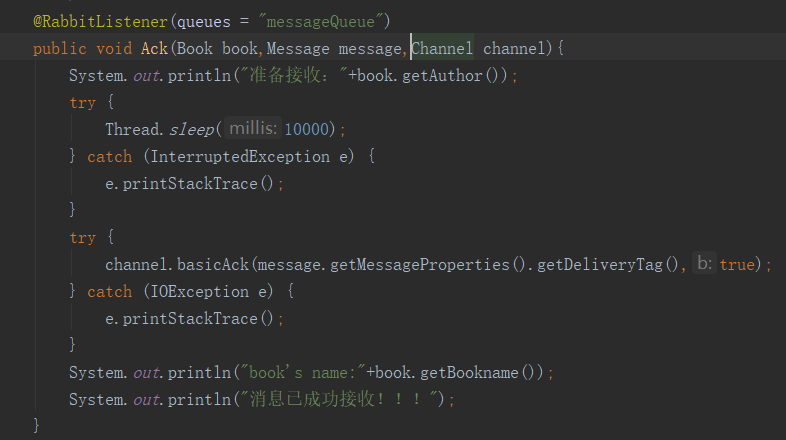 @RabbitListener(queues = "messageQueue")
public void Ack(Book book,Message message,Channel channel){
System.out.println("准备接收："+book.getAuthor());
try {
Thread.sleep( millis: 10000);
} catch (InterruptedException e) {
e.printStackTrace();
}
try {
channel.basicAck(message.getMessageProperties().getDeliveryTag(), b: true);
} catch (IOException e) {
e.printStackTrace();
}
System.out.println("book's name:"+book.getBookname());
System.out.println("消息已成功接收！！！");
}